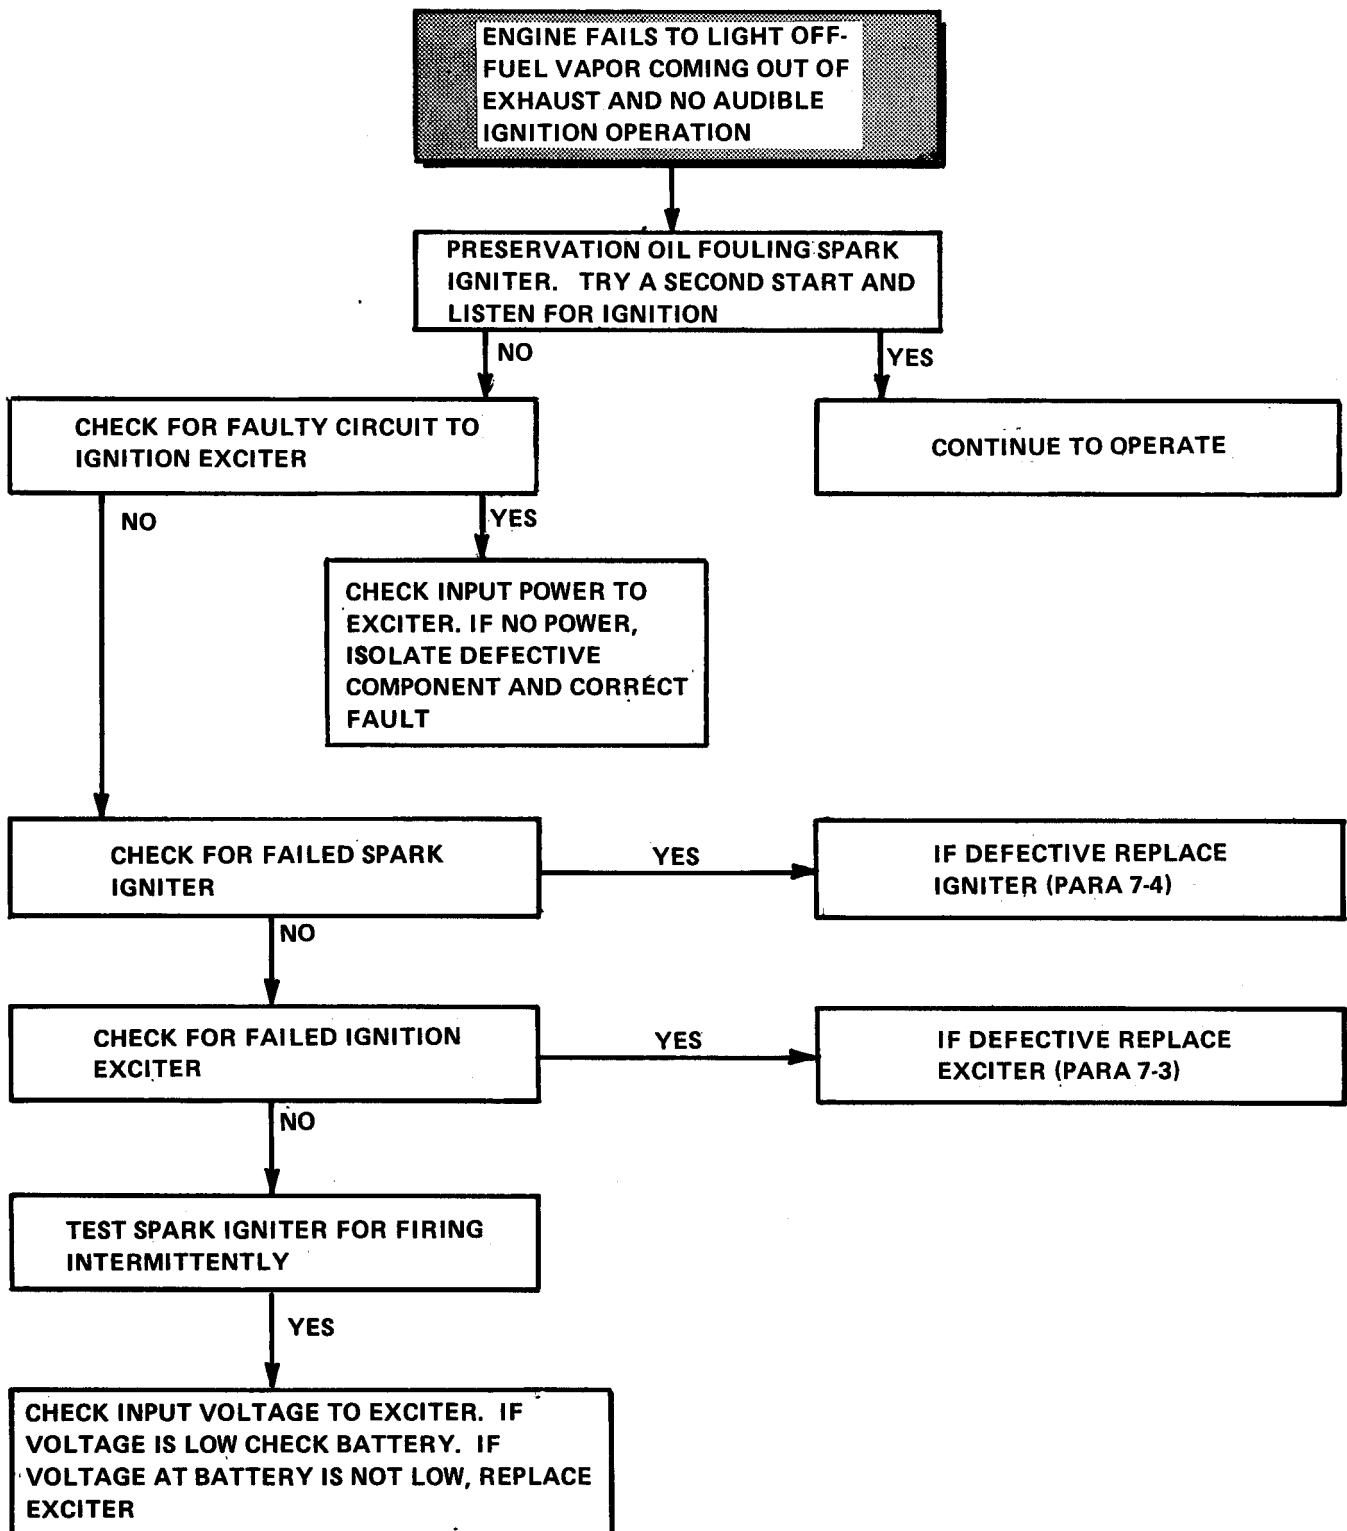 ENGINE FAILS TO LIGHT OFF-
FUEL VAPOR COMING OUT OF
EXHAUST AND NO AUDIBLE
IGNITION OPERATION
PRESERVATION OIL FOULING SPARK
IGNITER. TRY A SECOND START AND
LISTEN FOR IGNITION
NO
YES
CHECK FOR FAULTY CIRCUIT TO
IGNITION EXCITER
CONTINUE TO OPERATE
NO
YES
CHECK INPUT POWER TO
EXCITER. IF NO POWER,
ISOLATE DEFECTIVE
COMPONENT AND CORRECT
FAULT
CHECK FOR FAILED SPARK
IGNITER
YES
IF DEFECTIVE REPLACE
IGNITER (PARA 7-4)
NO
CHECK FOR FAILED IGNITION
EXCITER
YES
IF DEFECTIVE REPLACE
EXCITER (PARA 7-3)
NO
TEST SPARK IGNITER FOR FIRING
INTERMITTENTLY
YES
CHECK INPUT VOLTAGE TO EXCITER. IF
VOLTAGE IS LOW CHECK BATTERY. IF
VOLTAGE AT BATTERY IS NOT LOW, REPLACE
EXCITER